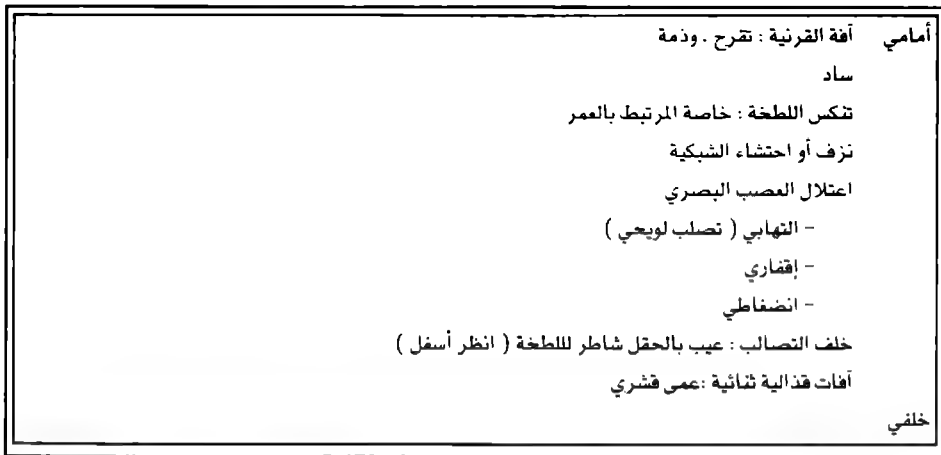 أمامي آفة القرنية : تقرح . وذمة
ساد
تنكس اللطخة : خاصة المرتبط بالعمر
نزف أو احتشاء الشبكية
اعتلال العصب البصري
- التهابي ( تصلب لويحي )
- إقفاري
- انضغاطي
خلف التصالب : عيب بالحقل شاطر لللطخة ( انظر أسفل )
آفات قذالية ثنائية : عمى قشري
خلفي